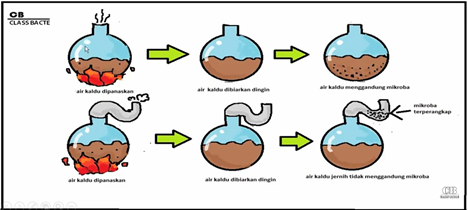 CB
CLASS BACTE
air kaldu dipanaskan
air kaldu dibiarkan dingin
air kaldu menggandung mikroba
mikroba
terperangkap
air kaldu dipanaskan
air kaldu dibiarkan dingin
air kaldu jernih tidak menggandung mikroba
CB